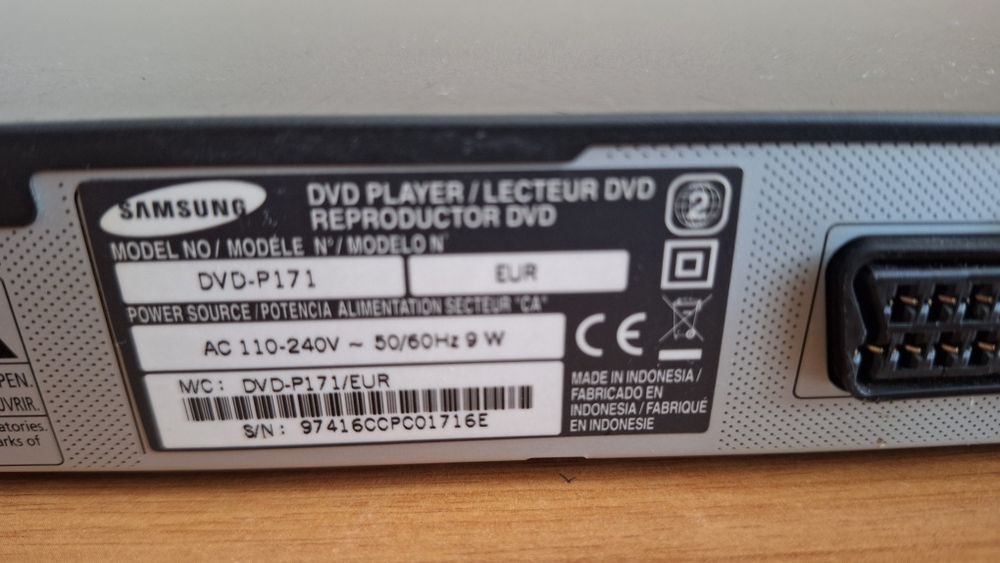 SAMSUNG
DVD PLAYER / LECTEUR DVD
REPRODUCTOR DVD
2
MODEL NO / MODÈLE N° / MODELO N°
DVD-P171
EUR
POWER SOURCE / POTENCIA ALIMENTATION SECTEUR "CA"
AC 110-240V ~ 50/60Hz 9 W
CE
M/C : DVD-P171/EUR
S/N : 97416CCPC01716E
MADE IN INDONESIA /
FABRICADO EN
INDONESIA / FABRIQUÉ
EN INDONESIE
PEN.
UVRIR.
atories.
arks of